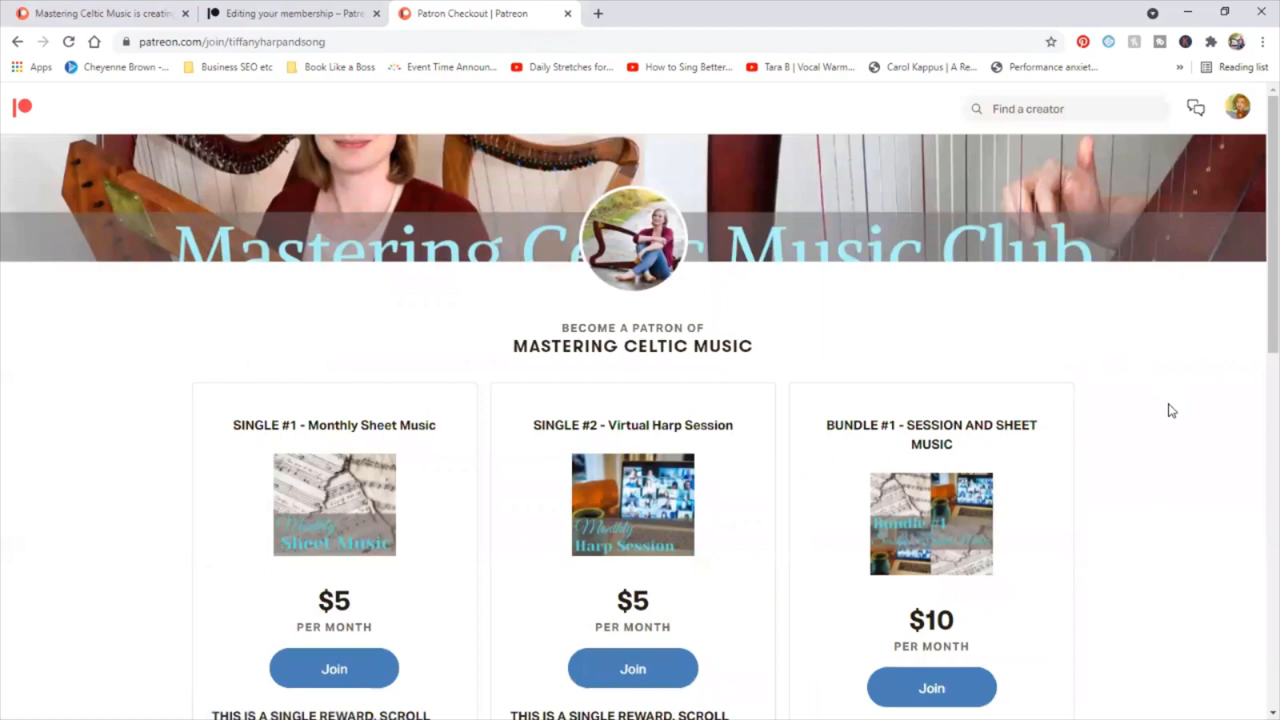 Mastering Celtic Music is creatin
Editing your membership – Patre
Patron Checkout | Patreon
patreon.com/join/tiffanyharpandsong
Apps
Cheyenne Brown -...
Business SEO etc
Book Like a Boss
Event Time Announ...
Daily Stretches for...
How to Sing Better...
Tara B | Vocal Warm...
Carol Kappus | A Re...
Performance anxiet...
»
Reading list
Find a creator
Mastering Celtic Music Club
BECOME A PATRON OF
MASTERING CELTIC MUSIC
SINGLE #1 - Monthly Sheet Music
Monthly
Sheet Music
$5
PER MONTH
Join
THIS IS A SINGLE REWARD. SCROLL
SINGLE #2 - Virtual Harp Session
Monthly
Harp Session
$5
PER MONTH
Join
THIS IS A SINGLE REWARD. SCROLL
BUNDLE #1 - SESSION AND SHEET
MUSIC
Bundle #1
$10
PER MONTH
Join